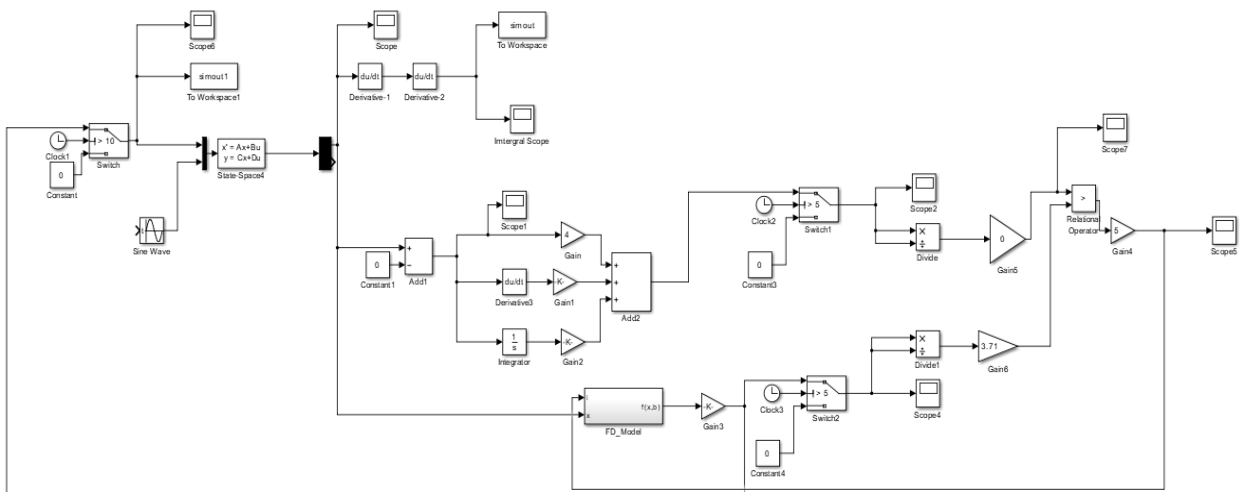 Scope6
simout1
To Workspace1
> 10
Clock1
Switch
0
Constant
t
Sine Wave
x' = Ax+Bu
y = Cx+Du
State-Space4
Scope
simout
To Workspace
du/dt
Derivative-1
du/dt
Derivative-2
Imtergral Scope
Scope1
+
−
0
Constant1
Add1
4
Gain
du/dt
Derivative3
-K-
Gain1
1
s
Integrator
-K-
Gain2
+
+
+
Add2
> 5
Clock2
Switch1
0
Constant3
Scope2
×
÷
Divide
0
Gain5
Scope7
>
Relational
Operator
5
Gain4
Scope5
×
÷
Divide1
3.71
Gain6
Scope4
> 5
Clock3
Switch2
0
Constant4
i
x
f(x,b)
FD_Model
-K-
Gain3